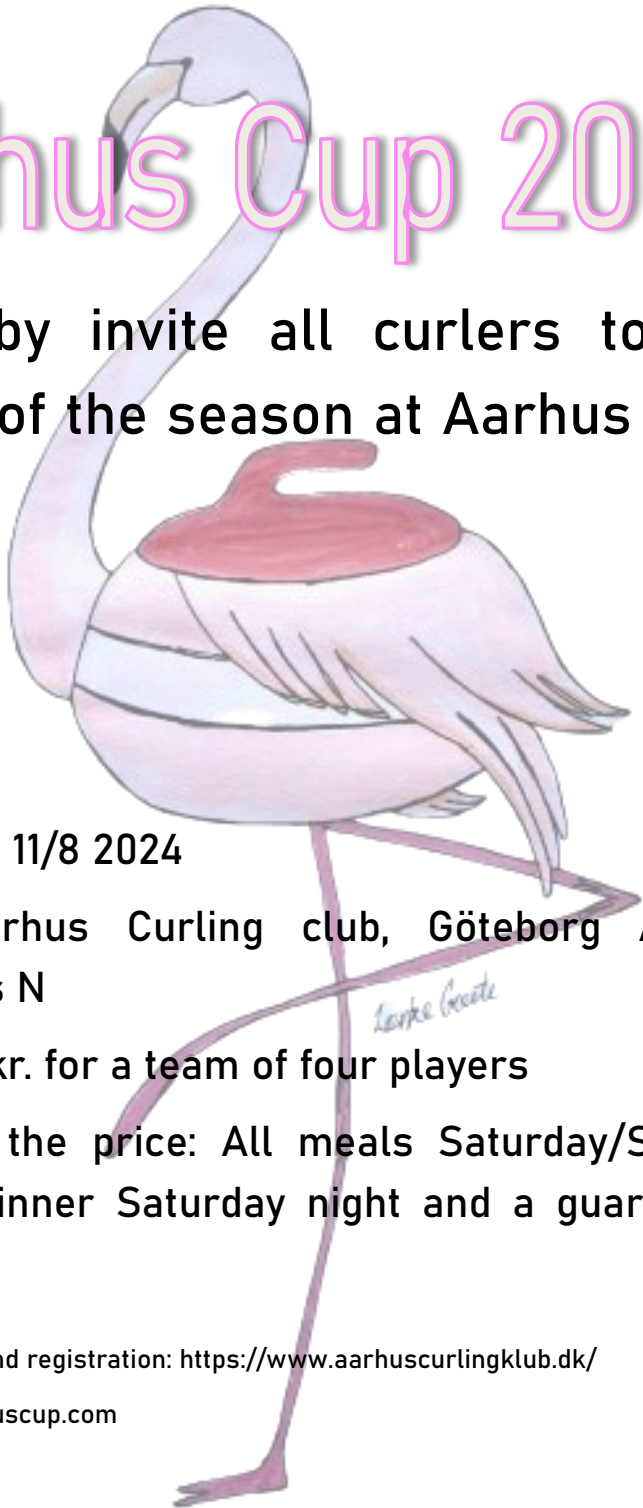 hus Cup 20
by invite all curlers to
of the season at Aarhus
11/8 2024
rhus Curling club, Göteborg A
s N
kr. for a team of four players
the price: All meals Saturday/S
inner Saturday night and a guar
nd registration: https://www.aarhuscurlingklub.dk/
uscup.com